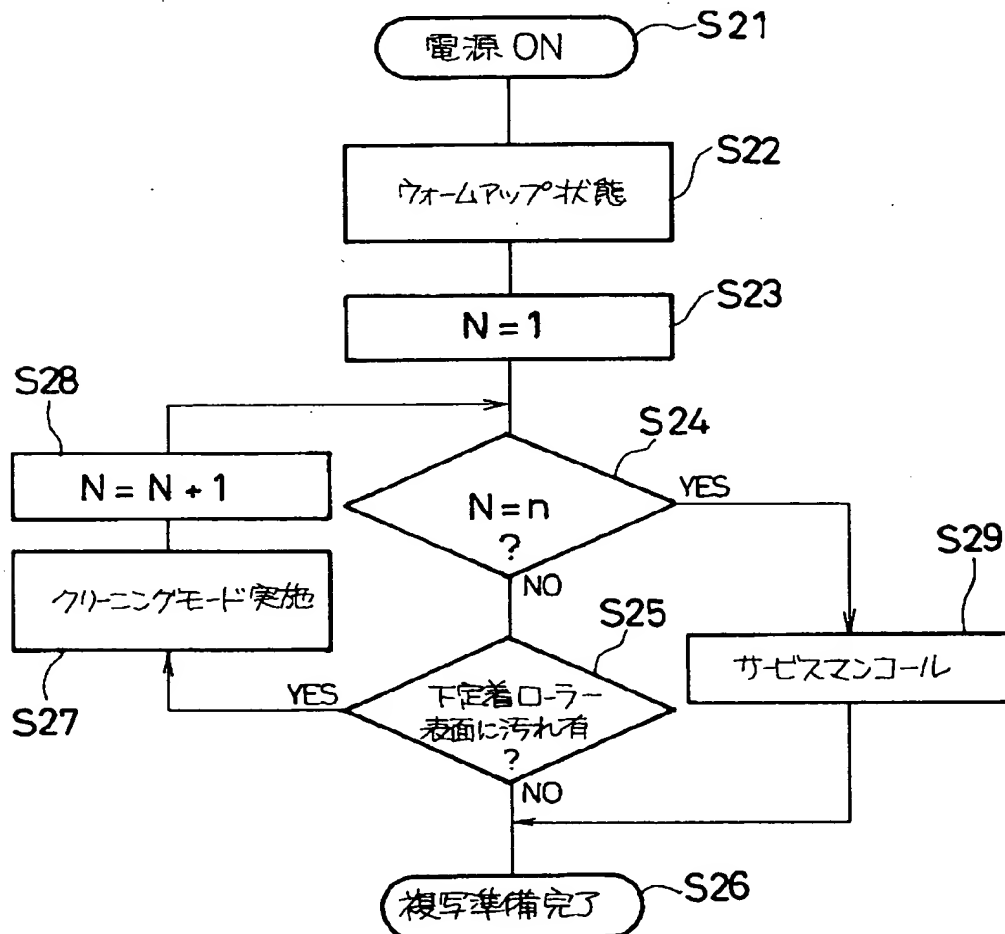 電源 ON
S21
ウォームアップ状態
S22
N = 1
S23
S28
N = N + 1
S24
N = n
?
YES
NO
S29
サービスマンコール
クリーニングモード実施
S27
S25
下定着ローラー
表面に汚れ有
?
YES
NO
複写準備完了
S26